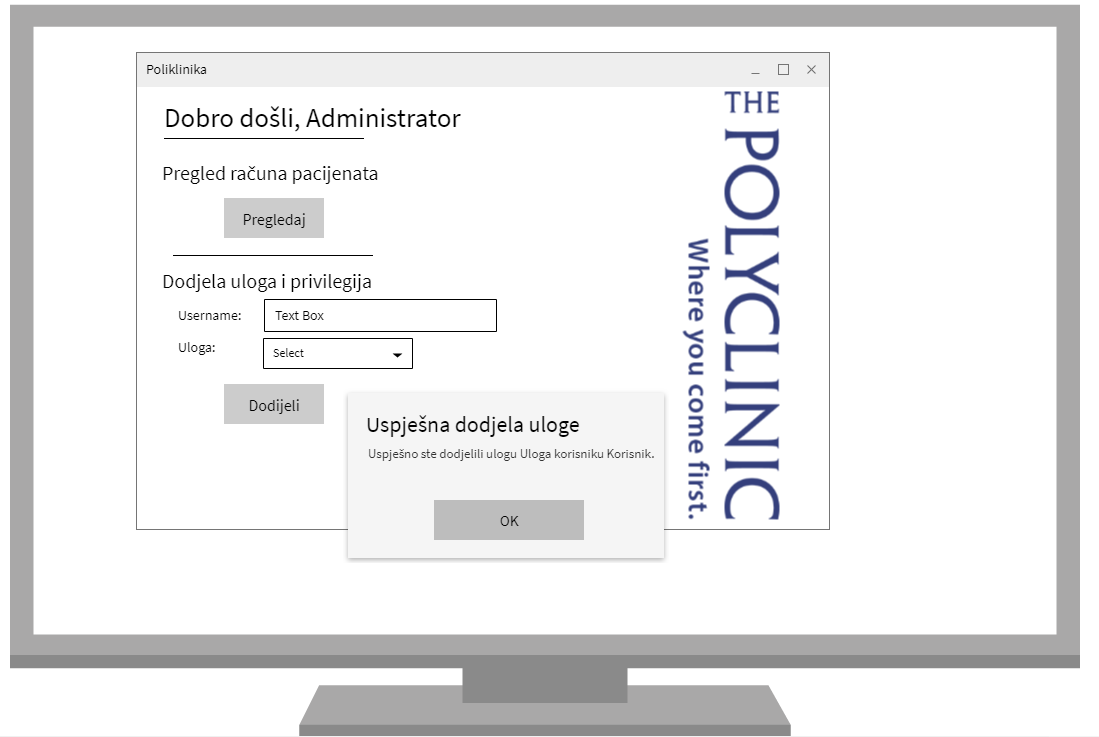 Poliklinika
Dobro došli, Administrator
Pregled računa pacijenata
Pregledaj
Dodjela uloga i privilegija
Username:
Text Box
Uloga:
Select
Dodijeli
Uspješna dodjela uloge
Uspješno ste dodjelili ulogu Uloga korisniku Korisnik.
OK
THE
POLYCLINIC
Where you come first.